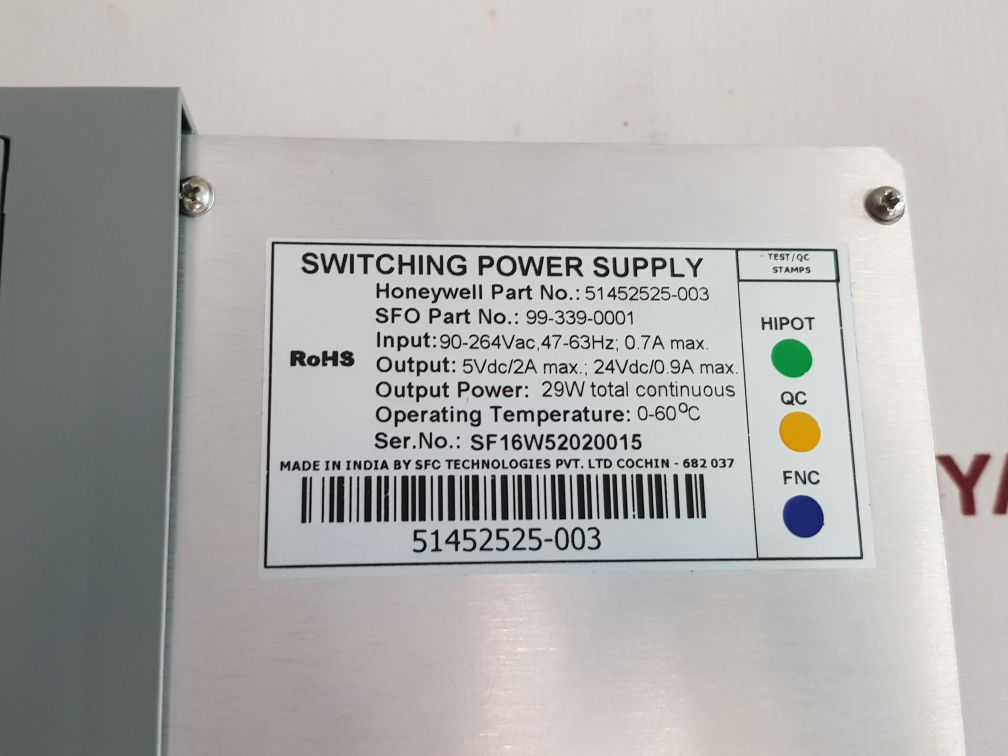 SWITCHING POWER SUPPLY
Honeywell Part No.: 51452525-003
SFO Part No.: 99-339-0001
Input: 90-264Vac,47-63Hz; 0.7A max.
RoHS
Output: 5Vdc/2A max.; 24Vdc/0.9A max.
Output Power: 29W total continuous
Operating Temperature: 0-60°C
Ser.No.: SF16W52020015
MADE IN INDIA BY SFO TECHNOLOGIES PVT. LTD COCHIN - 682 037
51452525-003
TEST/QC
STAMPS
HIPOT
QC
FNC